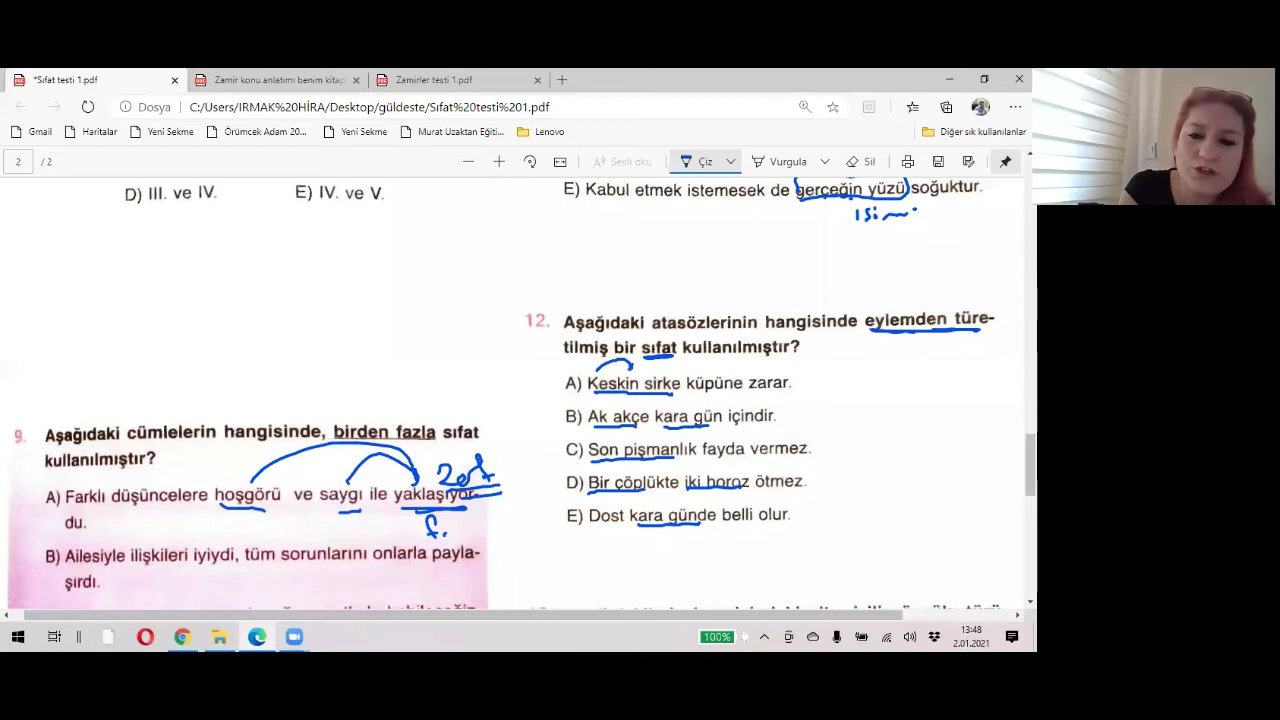 *Sıfat testi 1.pdf
Zamir konu anlatımı benim kitap
Zamirler testi 1.pdf
Dosya
C:/Users/IRMAK%20HİRA/Desktop/güldeste/Sıfat%20testi%201.pdf
Gmail
Haritalar
Yeni Sekme
Örümcek Adam 20...
Yeni Sekme
Murat Uzaktan Eğiti...
Lenovo
Diğer sık kullanılanlar
2 / 2
Sesli oku
Çiz
Vurgula
Sil
D) III. ve IV. E) IV. ve V.
9. Aşağıdaki cümlelerin hangisinde, birden fazla sıfat
kullanılmıştır?
A) Farklı düşüncelere hoşgörü ve saygı ile yaklaşıyor-
du.
f.
B) Ailesiyle ilişkileri iyiydi, tüm sorunlarını onlarla payla-
şırdı.
E) Kabul etmek istemesek de gerçeğin yüzü soğuktur.
isim
12. Aşağıdaki atasözlerinin hangisinde eylemden türe-
tilmiş bir sıfat kullanılmıştır?
A) Keskin sirke küpüne zarar.
B) Ak akçe kara gün içindir.
C) Son pişmanlık fayda vermez.
D) Bir çöplükte iki horoz ötmez.
E) Dost kara günde belli olur.
100%
13:48
2.01.2021